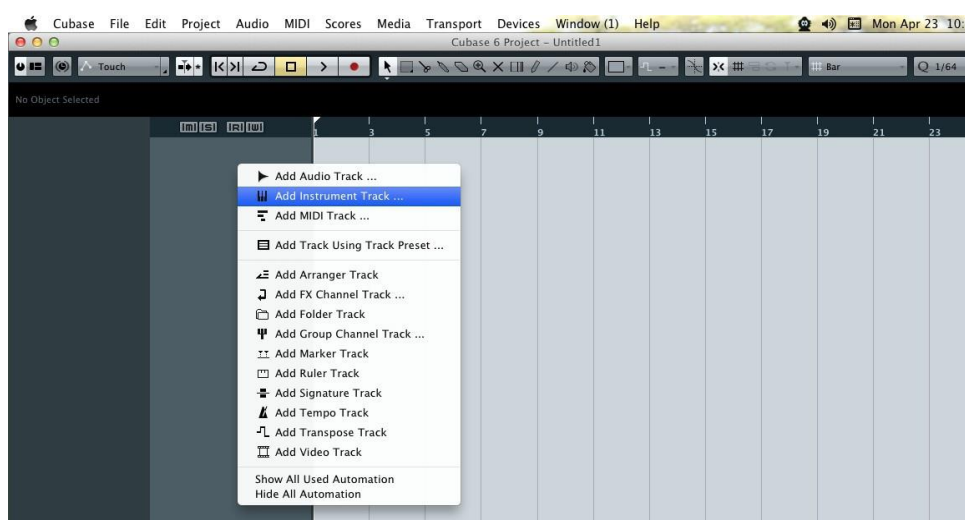 Cubase File Edit Project Audio MIDI Scores Media Transport Devices Window (1) Help Mon Apr 23 10:
Cubase 6 Project – Untitled1
Touch Bar Q 1/64
No Object Selected
m s R W 1 3 5 7 9 11 13 15 17 19 21 23
Add Audio Track ...
Add Instrument Track ...
Add MIDI Track ...
Add Track Using Track Preset ...
Add Arranger Track
Add FX Channel Track ...
Add Folder Track
Add Group Channel Track ...
Add Marker Track
Add Ruler Track
Add Signature Track
Add Tempo Track
Add Transpose Track
Add Video Track
Show All Used Automation
Hide All Automation